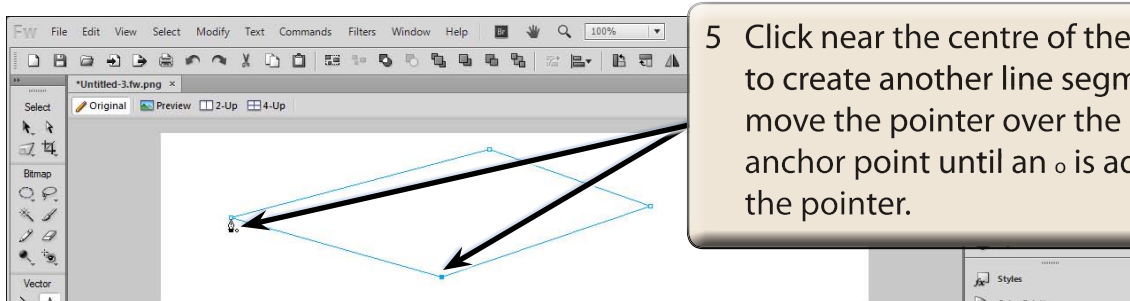 Fw File Edit View Select Modify Text Commands Filters Window Help Br 100%
*Untitled-3.fw.png ×
Original Preview 2-Up 4-Up
Select
Bitmap
Vector
5 Click near the centre of the
to create another line segm
move the pointer over the
anchor point until an o is ad
the pointer.
fx Styles